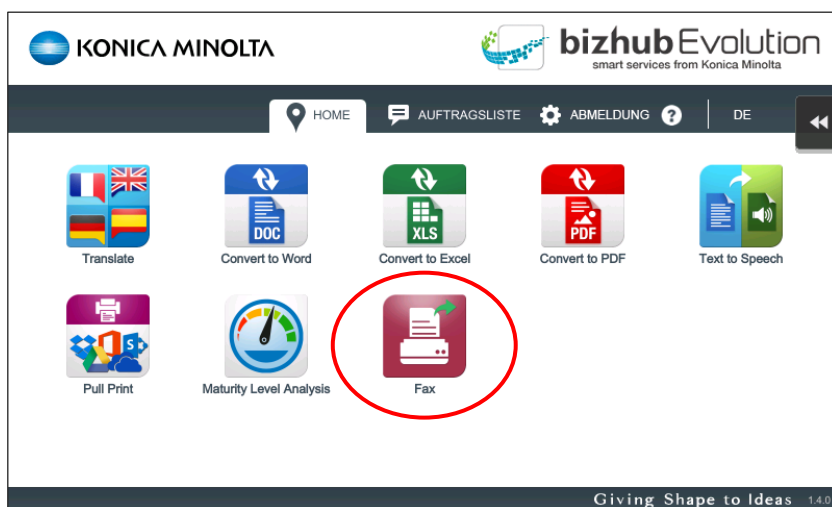 KONICA MINOLTA
bizhub Evolution
smart services from Konica Minolta
HOME
AUFTRAGSLISTE
ABMELDUNG
?
DE
DOC
XLS
PDF
Translate
Convert to Word
Convert to Excel
Convert to PDF
Text to Speech
S
Pull Print
Maturity Level Analysis
Fax
Giving Shape to Ideas 1.4.0